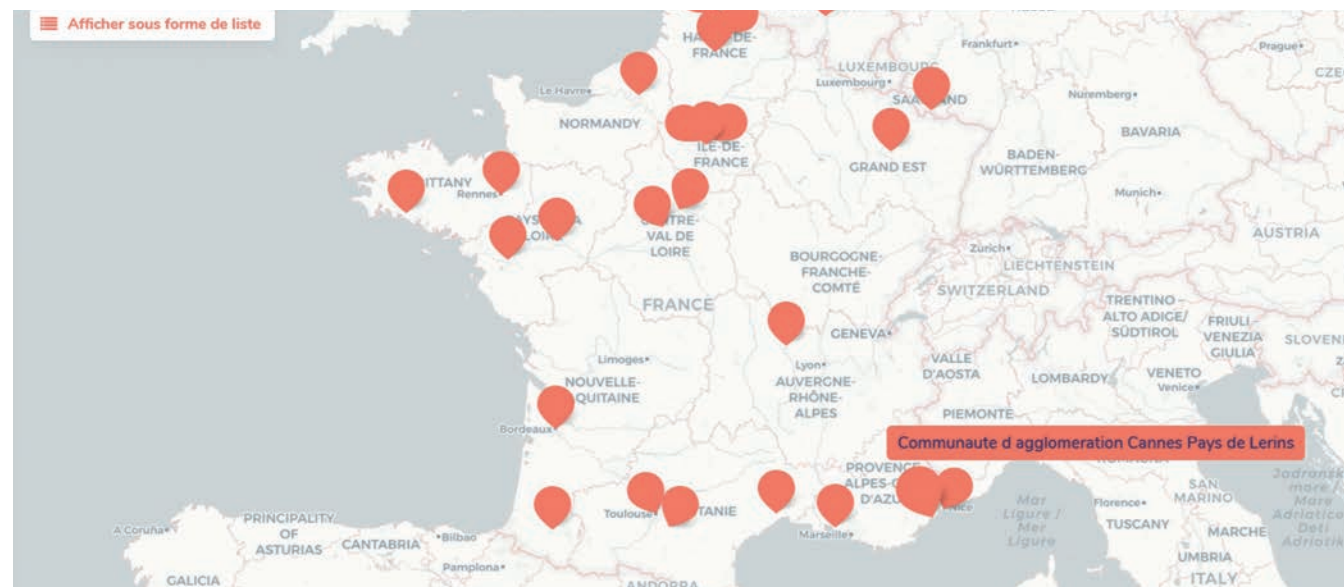 Afficher sous forme de liste
FRANCE
LUXEMBOURG
Luxembourg
Frankfurt
Prague
Le Havre
NORMANDY
Nuremberg
BAVARIA
ILE-DE-
FRANCE
GRAND EST
BADEN-
WÜRTTEMBERG
Munich
Rennes
VAL DE
LOIRE
AUSTRIA
BOURGOGNE-
FRANCHE-
COMTÉ
Zürich
LIECHTENSTEIN
SWITZERLAND
FRANCE
GENEVA
TRENTINO -
ALTO ADIGE/
SÜDTIROL
FRIULI -
VENEZIA
GIULIA
Limoges
Lyon
AUVERGNE-
RHÔNE-
ALPES
VALLE
D'AOSTA
LOMBARDY
VENETO
Venice
NOUVELLE-
Bordeaux
PIEMONTE
Communaute d agglomeration Cannes Pays de Lerins
PROVENCE
D'AZU
Nice
Toulouse
Marseille
Mar
Ligure /
Mer
Ligure
Florence
TUSCANY
SAN
MARINO
MARCHE
UMBRIA
ITALY
A Coruña
PRINCIPALITY
OF
ASTURIAS
CANTABRIA
Bilbao
Pamplona
GALICIA
ANDORRA